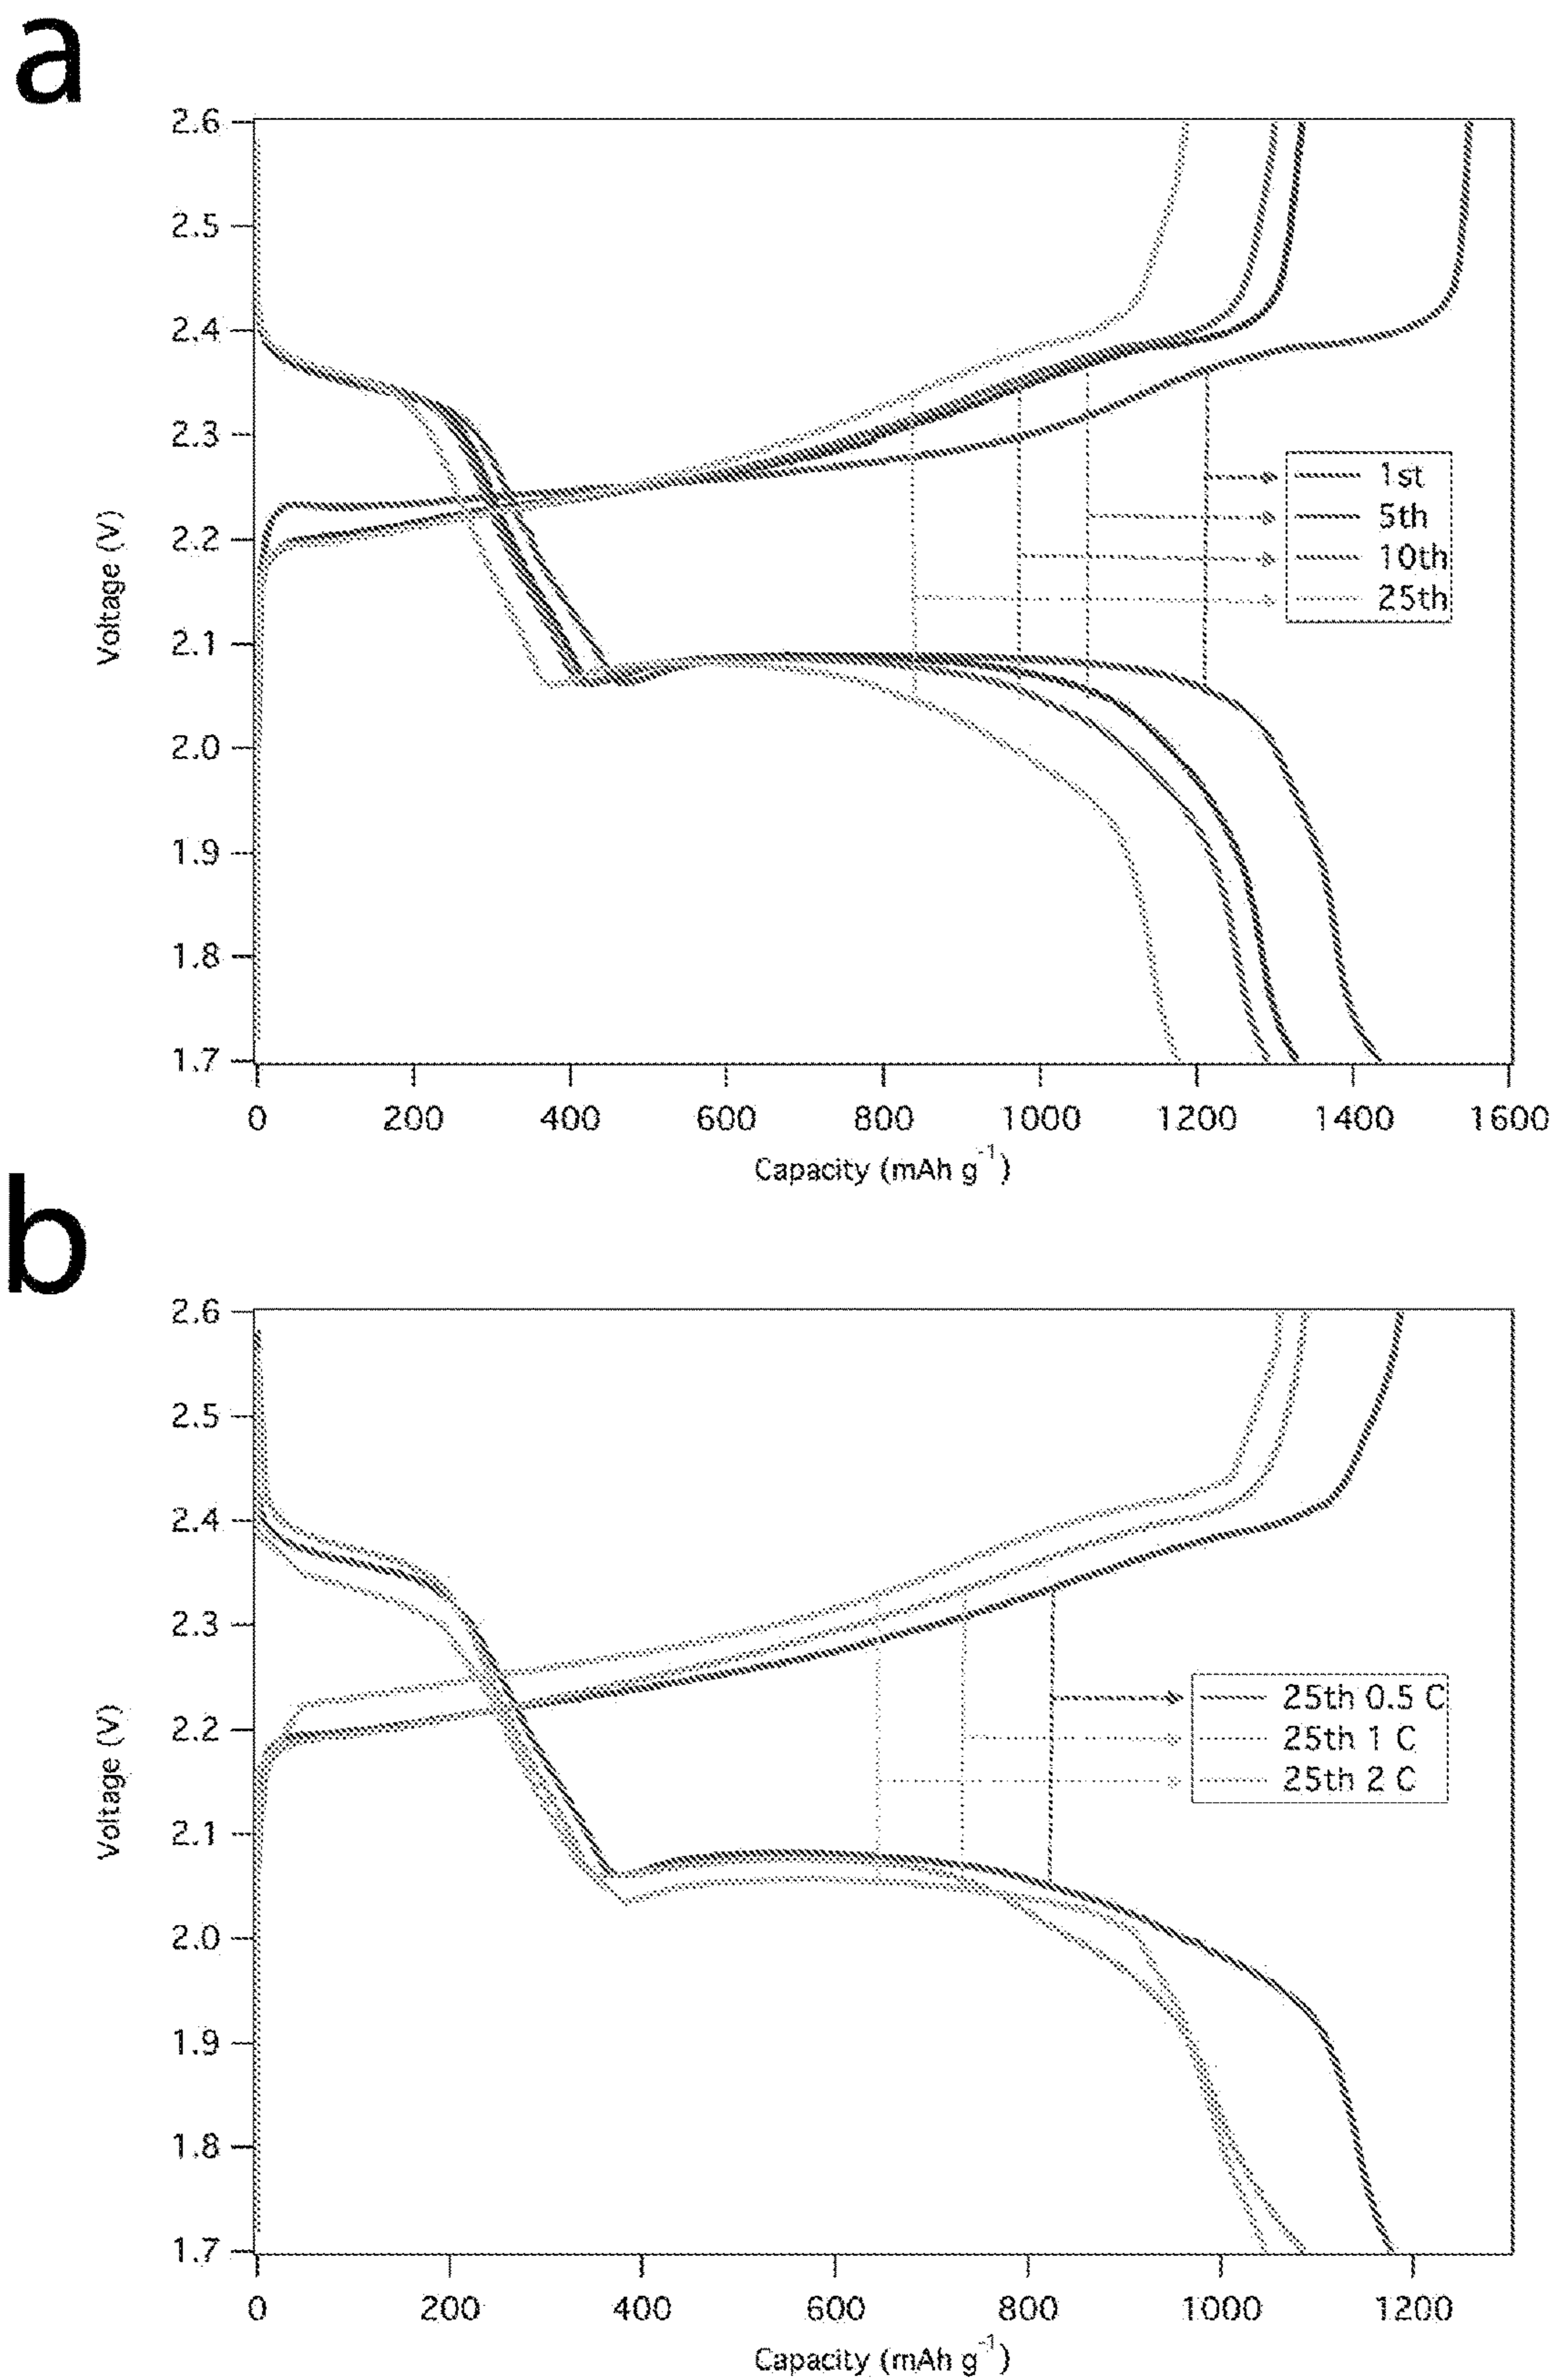 a
2.6
2.5
2.4
2.3
2.2
2.1
2.0
1.9
1.8
1.7
Voltage (V)
1st
5th
10th
25th
0 200 400 600 800 1000 1200 1400 1600
Capacity (mAh g⁻¹)
b
2.6
2.5
2.4
2.3
2.2
2.1
2.0
1.9
1.8
1.7
Voltage (V)
25th 0.5 C
25th 1 C
25th 2 C
0 200 400 600 800 1000 1200
Capacity (mAh g⁻¹)